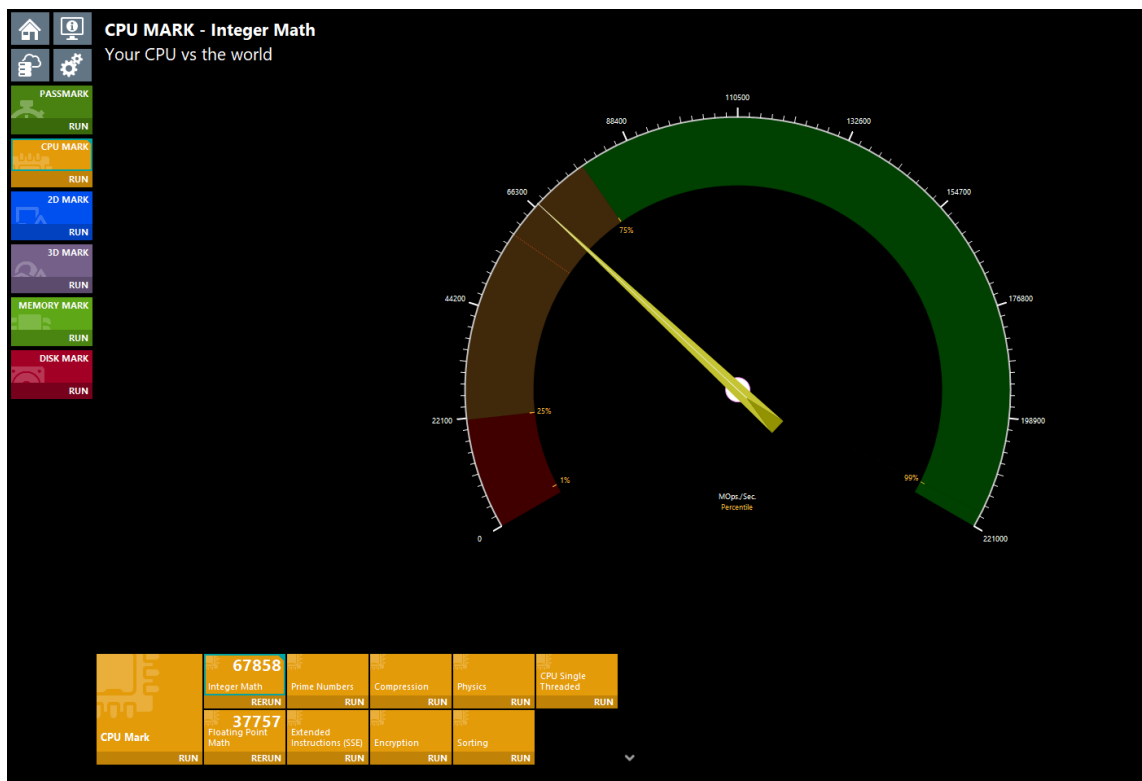 CPU MARK - Integer Math
Your CPU vs the world
PASSMARK
RUN
CPU MARK
RUN
2D MARK
RUN
3D MARK
RUN
MEMORY MARK
RUN
DISK MARK
RUN
0
22100
44200
66300
88400
110500
132600
154700
176800
198900
221000
1%
25%
75%
99%
MOps./Sec.
Percentile
CPU Mark
RUN
67858
Integer Math
RERUN
Prime Numbers
RUN
Compression
RUN
Physics
RUN
CPU Single
Threaded
RUN
37757
Floating Point
Math
RERUN
Extended
Instructions (SSE)
RUN
Encryption
RUN
Sorting
RUN